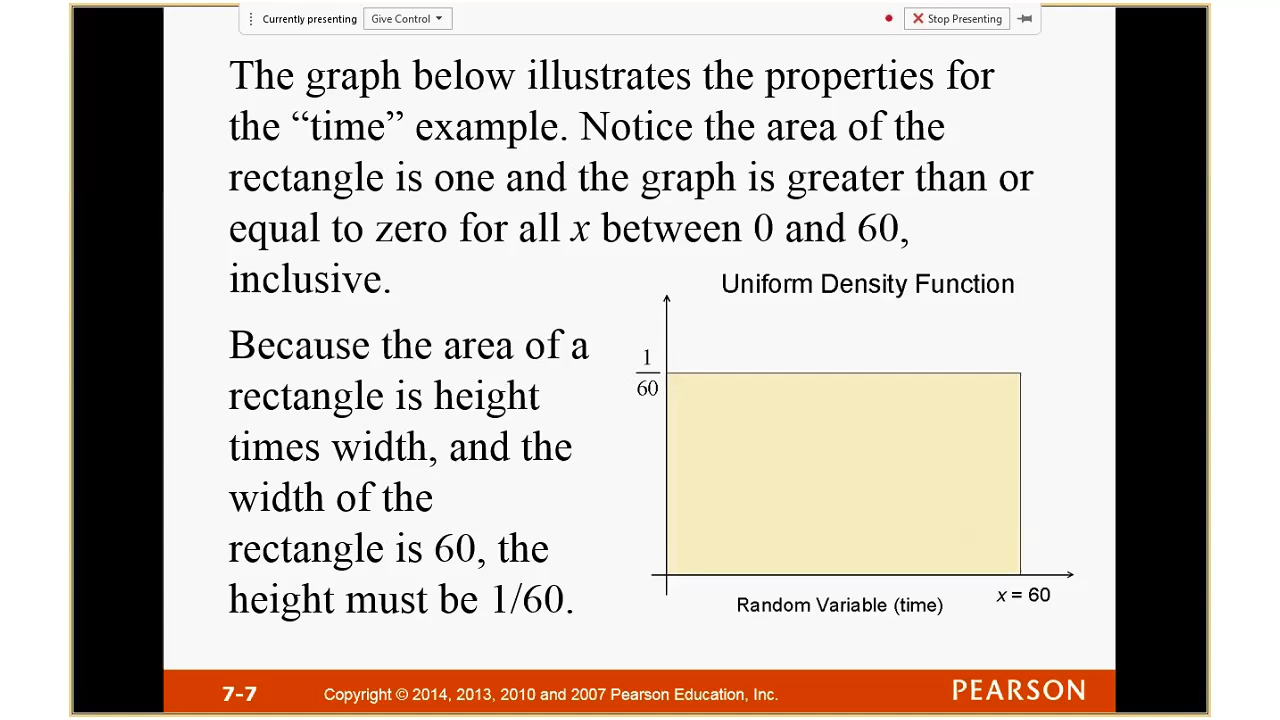 Currently presenting
Give Control
Stop Presenting
The graph below illustrates the properties for
the “time” example. Notice the area of the
rectangle is one and the graph is greater than or
equal to zero for all x between 0 and 60,
inclusive.
Uniform Density Function
Because the area of a
rectangle is height
times width, and the
width of the
rectangle is 60, the
height must be 1/60.
1
60
Random Variable (time)
x = 60
7-7
Copyright © 2014, 2013, 2010 and 2007 Pearson Education, Inc.
PEARSON